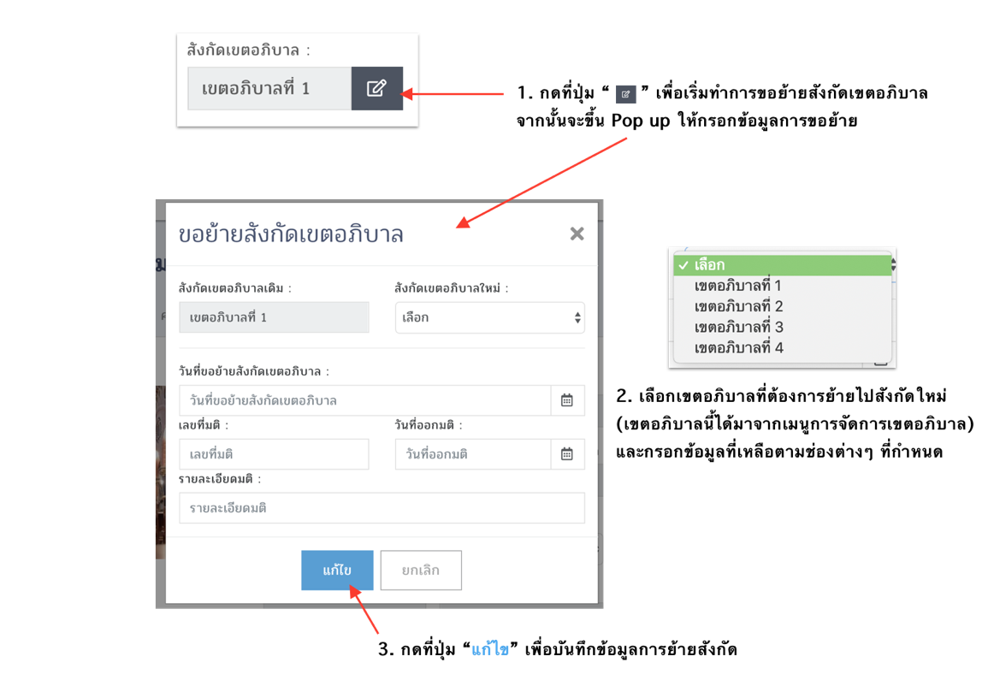 สังกัดเขตอภิบาล :
เขตอภิบาลที่ 1
1. กดที่ปุ่ม “ ” เพื่อเริ่มทำการขอย้ายสังกัดเขตอภิบาล
จากนั้นจะขึ้น Pop up ให้กรอกข้อมูลการขอย้าย
ขอย้ายสังกัดเขตอภิบาล
สังกัดเขตอภิบาลเดิม :
สังกัดเขตอภิบาลใหม่ :
เขตอภิบาลที่ 1
เลือก
วันที่ขอย้ายสังกัดเขตอภิบาล :
วันที่ขอย้ายสังกัดเขตอภิบาล
เลขที่มติ :
วันที่ออกมติ :
เลขที่มติ
วันที่ออกมติ
รายละเอียดมติ :
รายละเอียดมติ
แก้ไข
ยกเลิก
✓ เลือก
เขตอภิบาลที่ 1
เขตอภิบาลที่ 2
เขตอภิบาลที่ 3
เขตอภิบาลที่ 4
2. เลือกเขตอภิบาลที่ต้องการย้ายไปสังกัดใหม่
(เขตอภิบาลนี้ได้มาจากเมนูการจัดการเขตอภิบาล)
และกรอกข้อมูลที่เหลือตามช่องต่างๆ ที่กำหนด
3. กดที่ปุ่ม “แก้ไข” เพื่อบันทึกข้อมูลการย้ายสังกัด